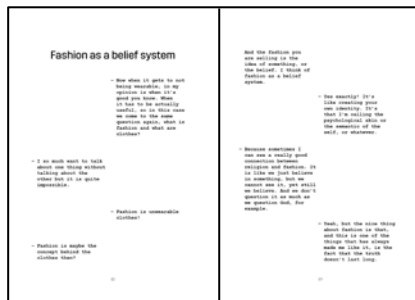 Fashion as a belief system
– Now when it gets to not
being wearable, in my
opinion is when it's
good you know. When
it has to be actually
useful, so in this case
we come to the same
question again, what is
fashion and what are
clothes?
– I so much want to talk
about one thing without
talking about the
other but it is quite
impossible.
– Fashion is unwearable
clothes?
– Fashion is maybe the
concept behind the
clothes then?
And the fashion you
are selling is the
idea of something, or
the belief. I think of
fashion as a belief
system.
– Yes exactly! It's
like creating your
own identity. It's
that I'm calling the
psychological skin or
the semantic of the
self, or whatever.
– Because sometimes I
can see a really good
connection between
religion and fashion. It
is like we just believe
in something, but we
cannot see it, yet still
we believe. And we don't
question it as much as
we question God, for
example.
– Yeah, but the nice thing
about fashion is that,
and this is one of the
things that has always
made me like it, is the
fact that the truth
doesn't last long.